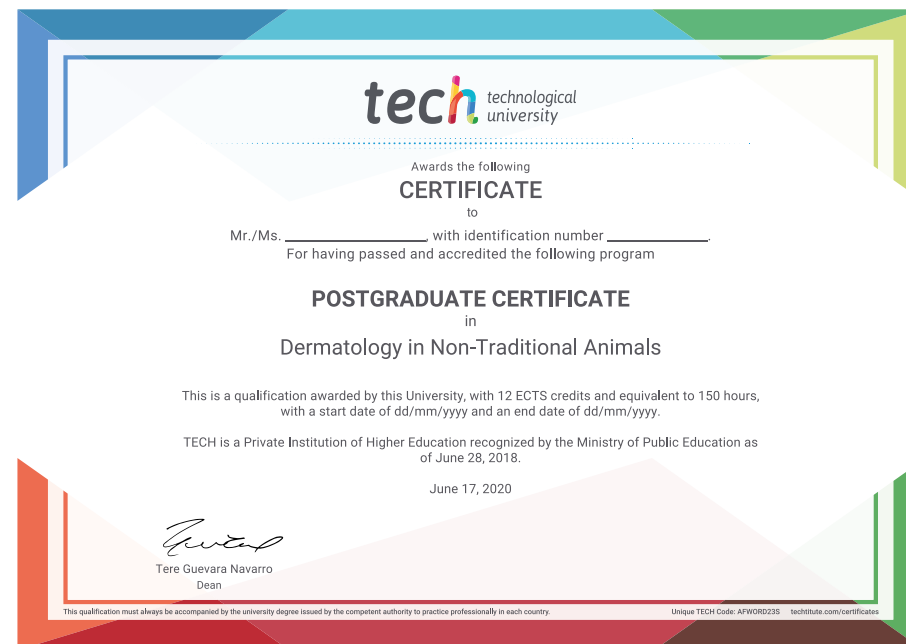 tech technological
university
Awards the following
CERTIFICATE
to
Mr./Ms. ____________________, with identification number ______________.
For having passed and accredited the following program
POSTGRADUATE CERTIFICATE
in
Dermatology in Non-Traditional Animals
This is a qualification awarded by this University, with 12 ECTS credits and equivalent to 150 hours,
with a start date of dd/mm/yyyy and an end date of dd/mm/yyyy.
TECH is a Private Institution of Higher Education recognized by the Ministry of Public Education as
of June 28, 2018.
June 17, 2020
Tere Guevara Navarro
Dean
This qualification must always be accompanied by the university degree issued by the competent authority to practice professionally in each country. Unique TECH Code: AFWORD23S techtitute.com/certificates